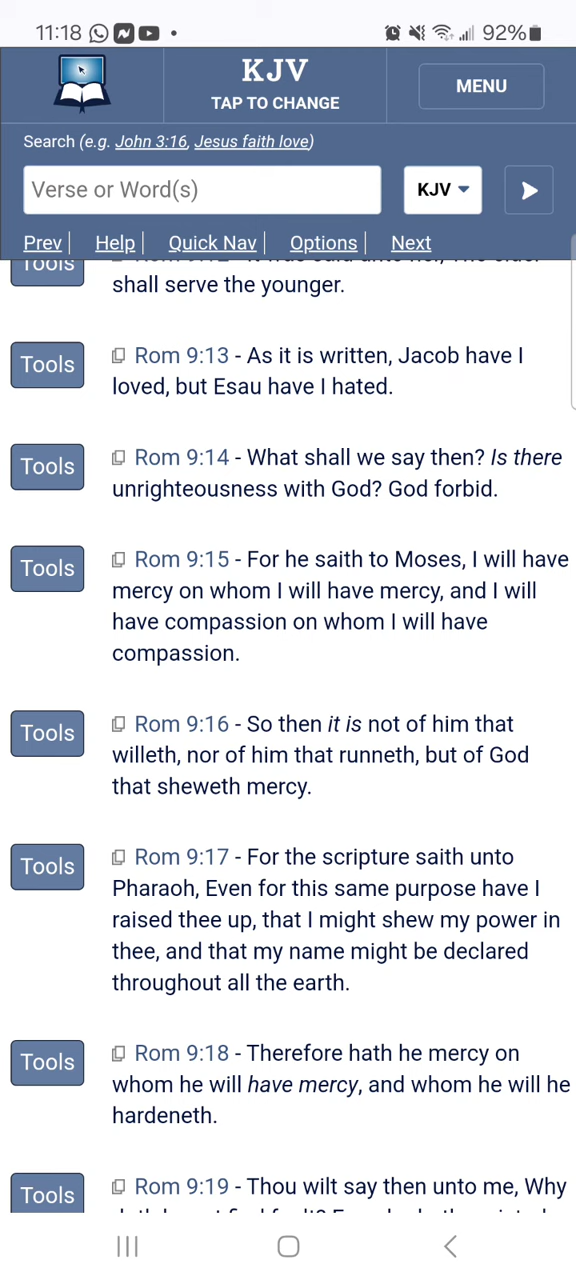 11:18
92%
KJV
TAP TO CHANGE
MENU
Search (e.g. John 3:16, Jesus faith love)
Verse or Word(s)
KJV
Prev
Help
Quick Nav
Options
Next
Tools
shall serve the younger.
Tools
Rom 9:13 - As it is written, Jacob have I
loved, but Esau have I hated.
Tools
Rom 9:14 - What shall we say then? Is there
unrighteousness with God? God forbid.
Tools
Rom 9:15 - For he saith to Moses, I will have
mercy on whom I will have mercy, and I will
have compassion on whom I will have
compassion.
Tools
Rom 9:16 - So then it is not of him that
willeth, nor of him that runneth, but of God
that sheweth mercy.
Tools
Rom 9:17 - For the scripture saith unto
Pharaoh, Even for this same purpose have I
raised thee up, that I might shew my power in
thee, and that my name might be declared
throughout all the earth.
Tools
Rom 9:18 - Therefore hath he mercy on
whom he will have mercy, and whom he will he
hardeneth.
Tools
Rom 9:19 - Thou wilt say then unto me, Why